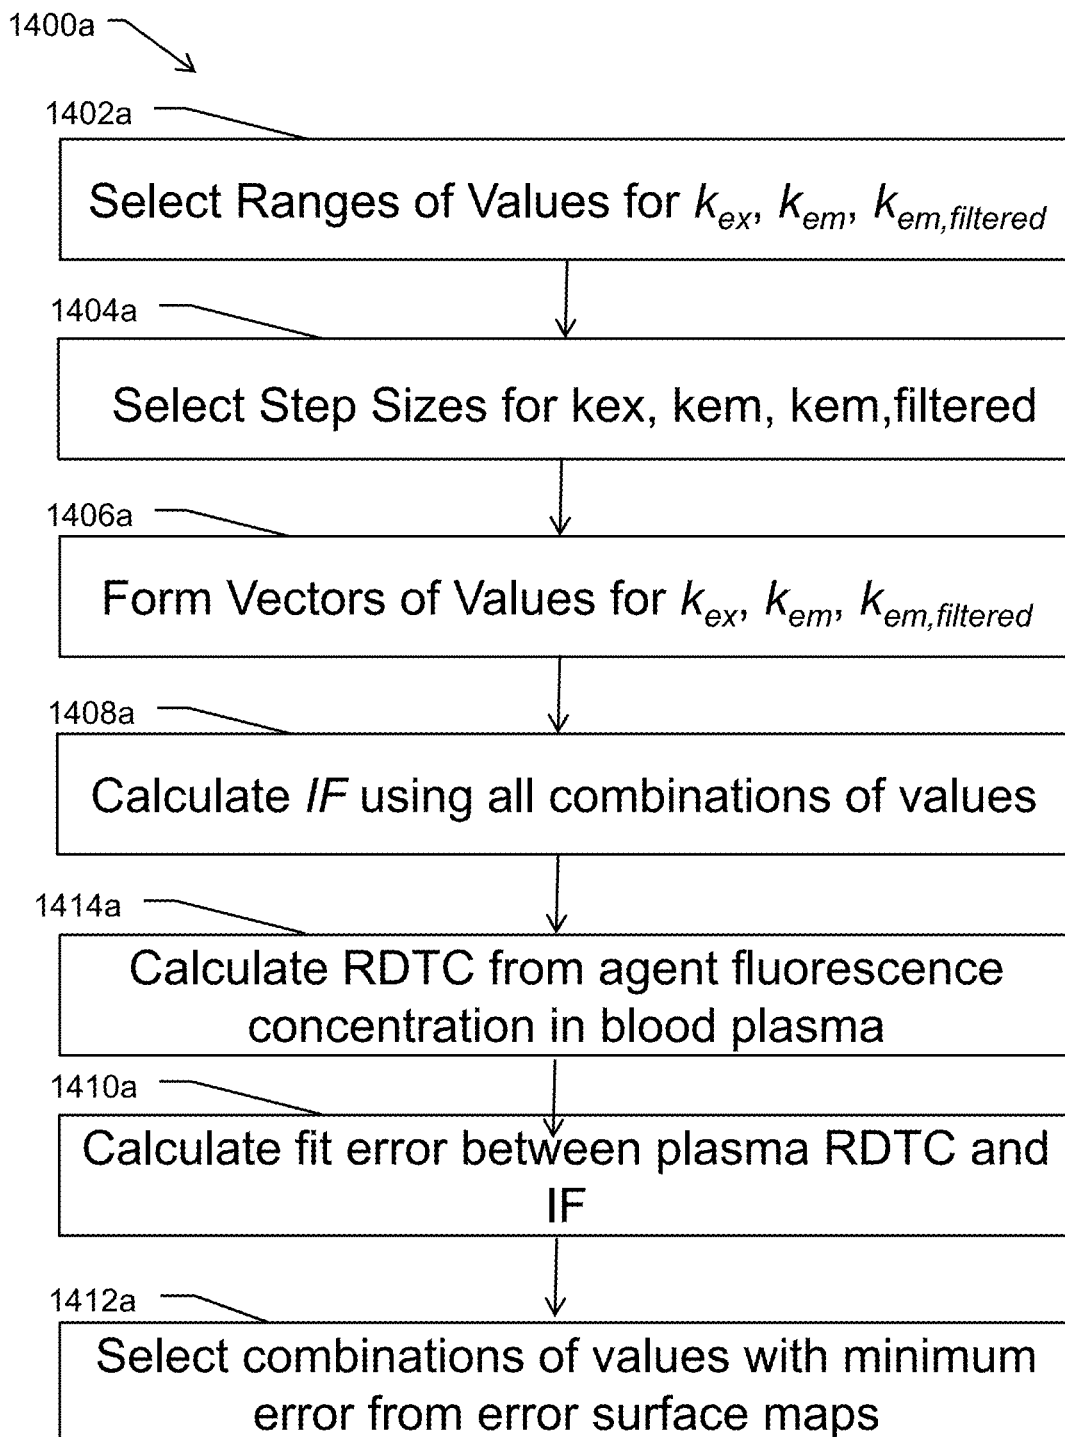 1400a
1402a
Select Ranges of Values for kex, kem, kem,filtered
1404a
Select Step Sizes for kex, kem, kem,filtered
1406a
Form Vectors of Values for kex, kem, kem,filtered
1408a
Calculate IF using all combinations of values
1414a
Calculate RDTC from agent fluorescence
concentration in blood plasma
1410a
Calculate fit error between plasma RDTC and
IF
1412a
Select combinations of values with minimum
error from error surface maps